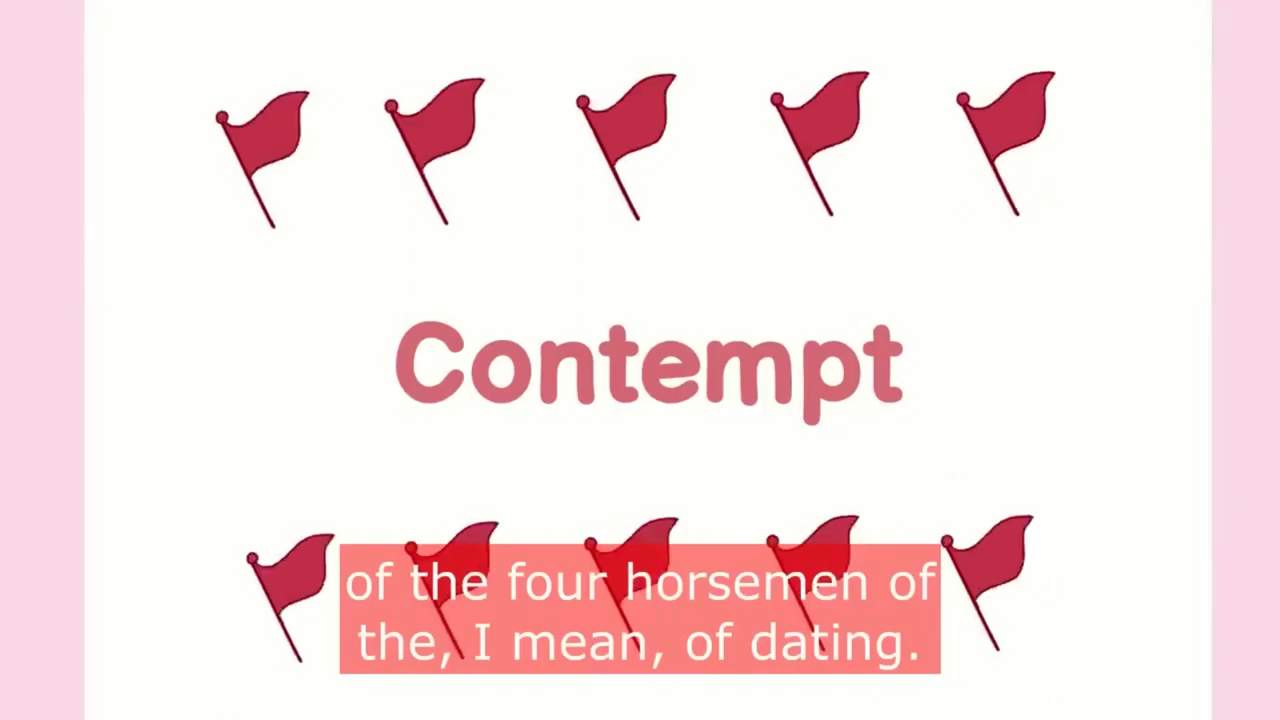 Contempt
of the four horsemen of
the, I mean, of dating.